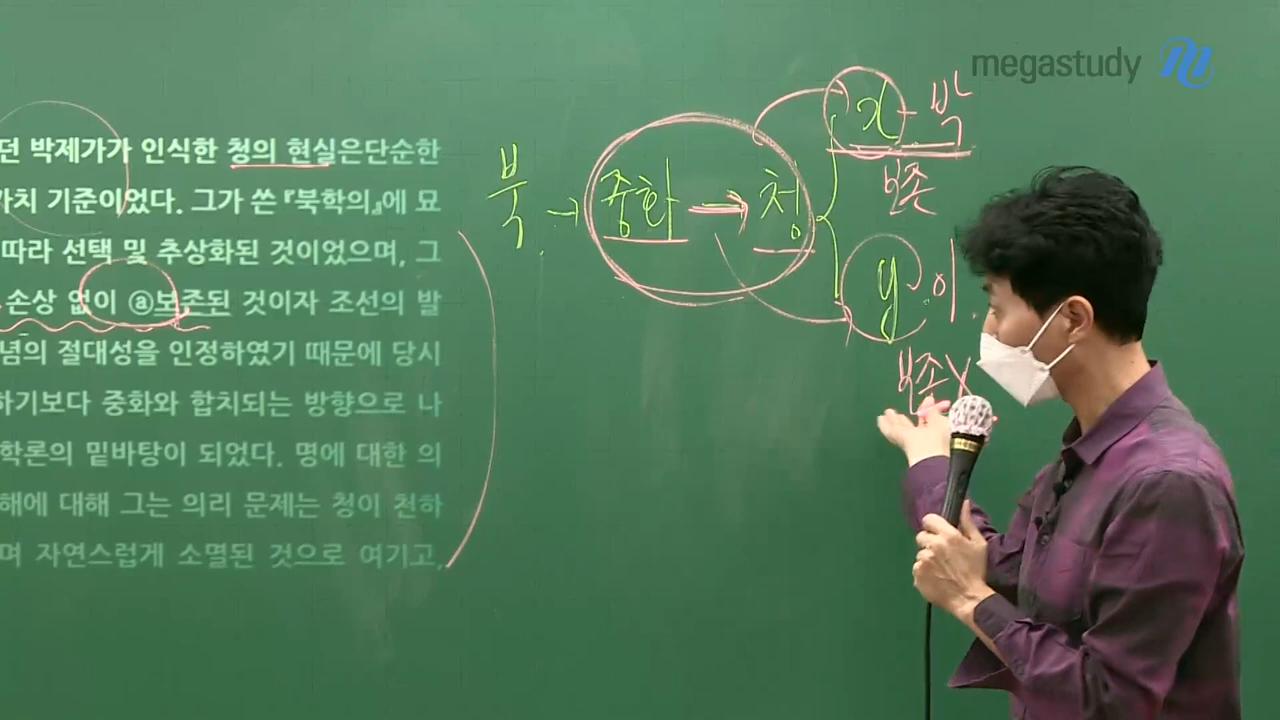 megastudy
던 박제가가 인식한 청의 현실은단순한
가치 기준이었다. 그가 쓴 『북학의』에 묘
따라 선택 및 추상화된 것이었으며, 그
손상 없이 ⓐ보존된 것이자 조선의 발
념의 절대성을 인정하였기 때문에 당시
하기보다 중화와 합치되는 방향으로 나
학론의 밑바탕이 되었다. 명에 대한 의
해에 대해 그는 의리 문제는 청이 천하
며 자연스럽게 소멸된 것으로 여기고,
북 → 중화 → 청
x - 박
보존
y 이.
보존X